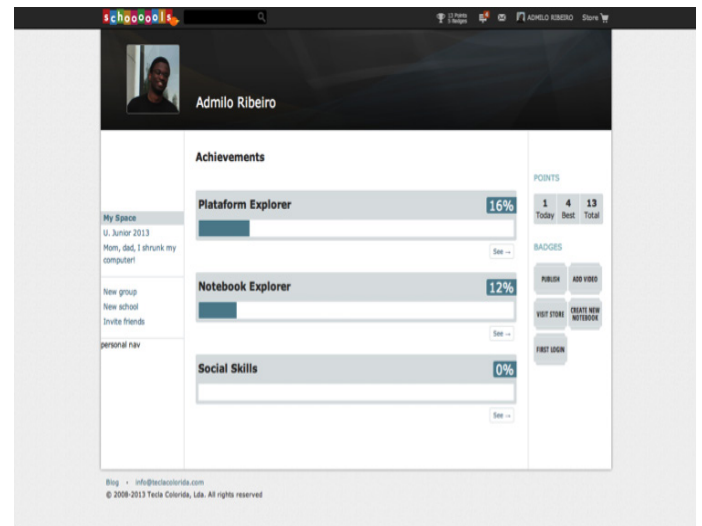 schoooools
13 Points
5 Badges
ADMILO RIBEIRO
Store
Admilo Ribeiro
Achievements
My Space
U. Junior 2013
Mom, dad, I shrunk my
computer!
New group
New school
Invite friends
personal nav
Plataform Explorer
16%
See →
Notebook Explorer
12%
See →
Social Skills
0%
See →
POINTS
1 4 13
Today Best Total
BADGES
PUBLISH ADD VIDEO
VISIT STORE CREATE NEW
NOTEBOOK
FIRST LOGIN
Blog • info@teclacolorida.com
© 2008-2013 Tecla Colorida, Lda. All rights reserved